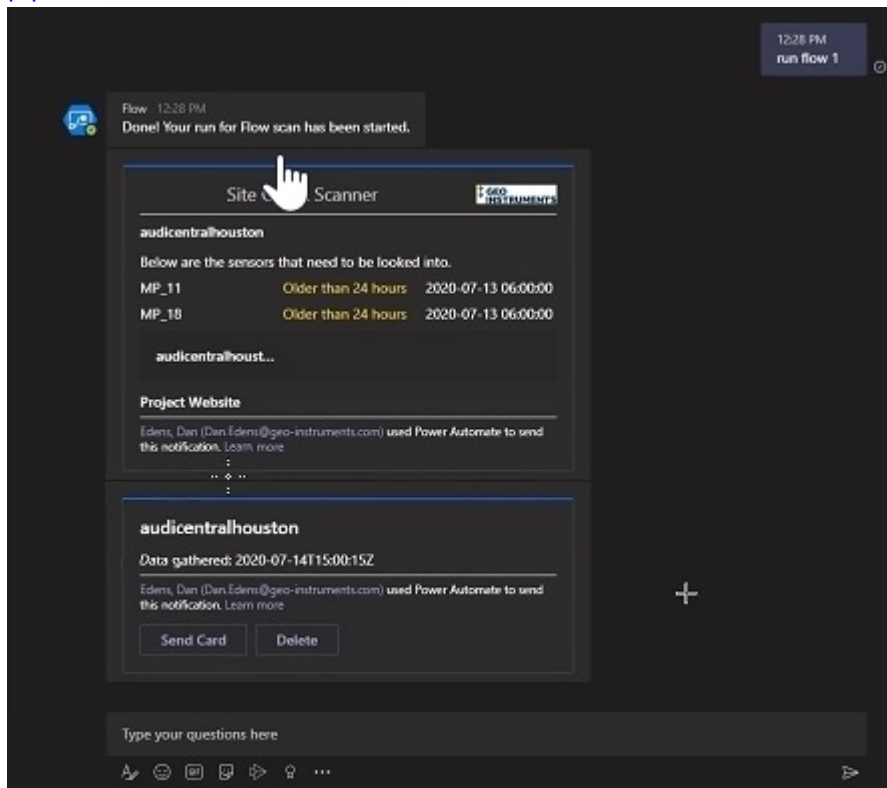 12:28 PM
run flow 1
Flow 12:28 PM
Done! Your run for Flow scan has been started.
Site Scanner
GEO
INSTRUMENTS
audicentralhouston
Below are the sensors that need to be looked into.
MP_11 Older than 24 hours 2020-07-13 06:00:00
MP_18 Older than 24 hours 2020-07-13 06:00:00
audicentralhoust...
Project Website
Edens, Dan (Dan.Edens@geo-instruments.com) used Power Automate to send
this notification. Learn more
audicentralhouston
Data gathered: 2020-07-14T15:00:15Z
Edens, Dan (Dan.Edens@geo-instruments.com) used Power Automate to send
this notification. Learn more
Send Card Delete
Type your questions here